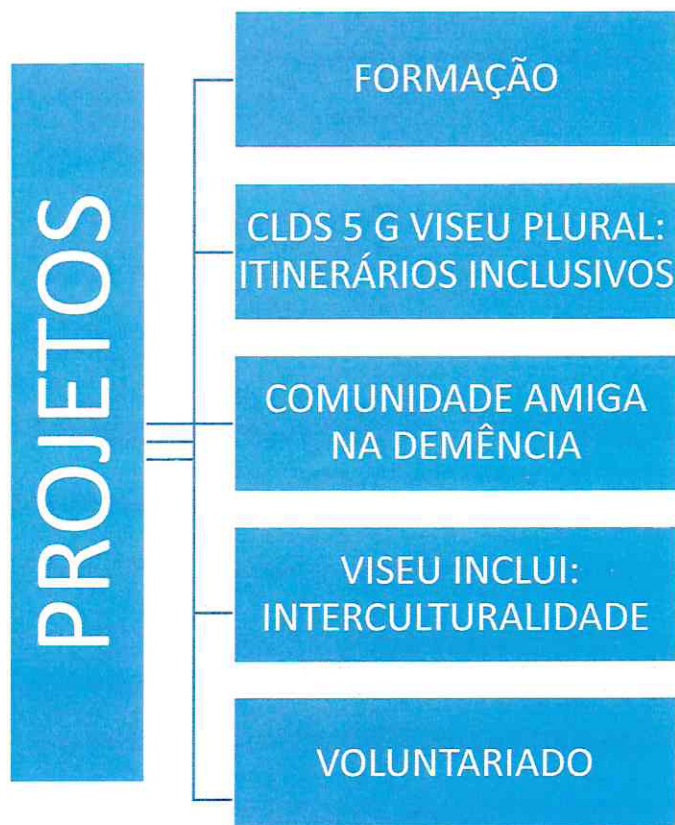 PROJETOS
FORMAÇÃO
CLDS 5 G VISEU PLURAL:
ITINERÁRIOS INCLUSIVOS
COMUNIDADE AMIGA
NA DEMÊNCIA
VISEU INCLUI:
INTERCULTURALIDADE
VOLUNTARIADO